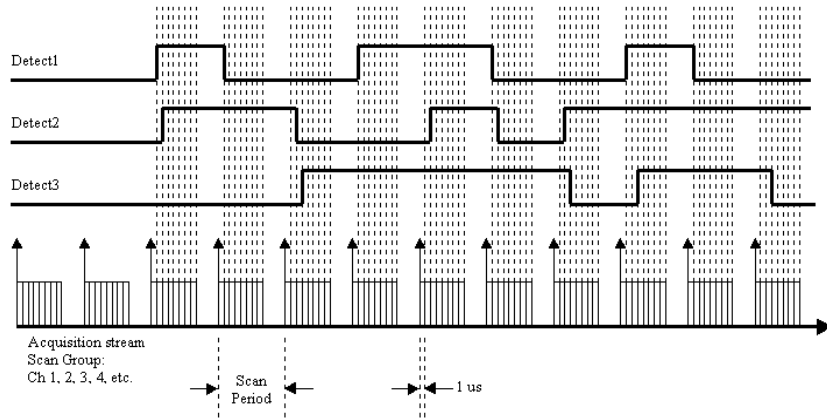 Detect1
Detect2
Detect3
Acquisition stream
Scan Group:
Ch 1, 2, 3, 4, etc.
Scan
Period
1 us